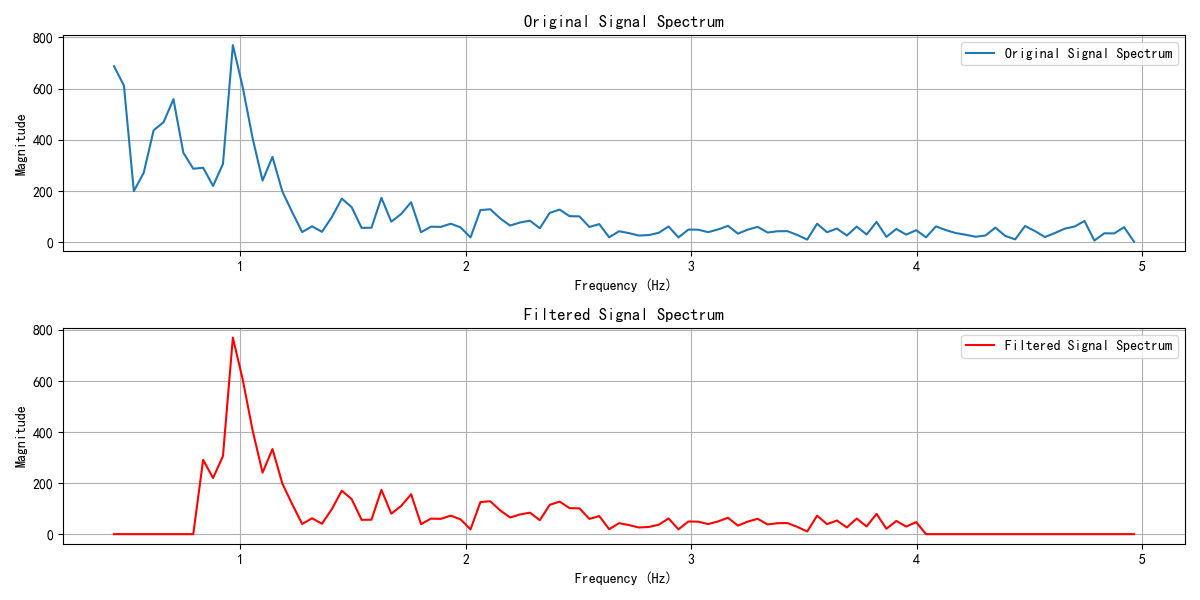 Original Signal Spectrum
800
600
400
200
0
Magnitude
Original Signal Spectrum
1
2
3
4
5
Frequency (Hz)
Filtered Signal Spectrum
800
600
400
200
0
Magnitude
Filtered Signal Spectrum
1
2
3
4
5
Frequency (Hz)